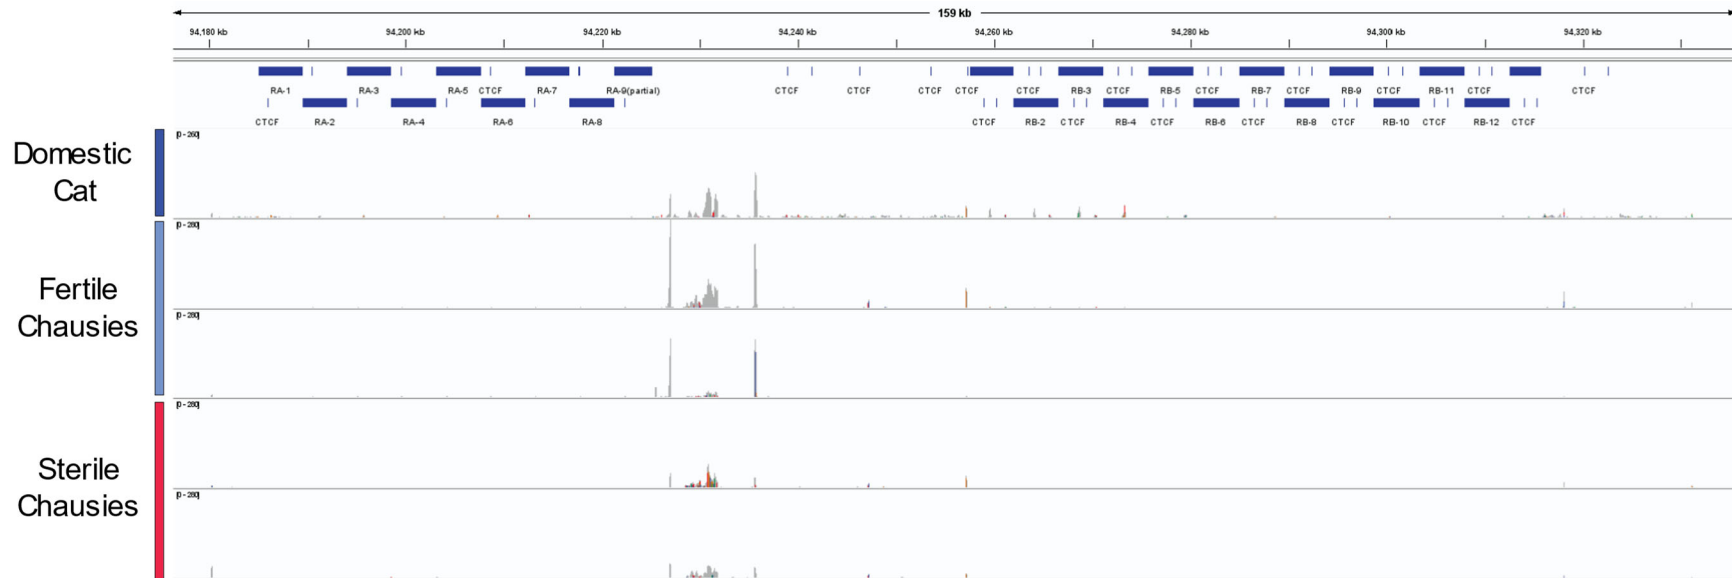 159 kb
94,180 kb 94,200 kb 94,220 kb 94,240 kb 94,260 kb 94,280 kb 94,300 kb 94,320 kb
RA-1 RA-3 RA-5 CTCF RA-7 RA-9(partial) CTCF CTCF CTCF CTCF CTCF RB-3 CTCF RB-5 CTCF RB-7 CTCF RB-9 CTCF RB-11 CTCF CTCF
CTCF RA-2 RA-4 RA-6 RA-8 CTCF RB-2 CTCF RB-4 CTCF RB-6 CTCF RB-8 CTCF RB-10 CTCF RB-12 CTCF
[0 - 260]
Domestic
Cat
[0 - 260]
Fertile
Chausies
[0 - 260]
[0 - 260]
Sterile
Chausies
[0 - 260]